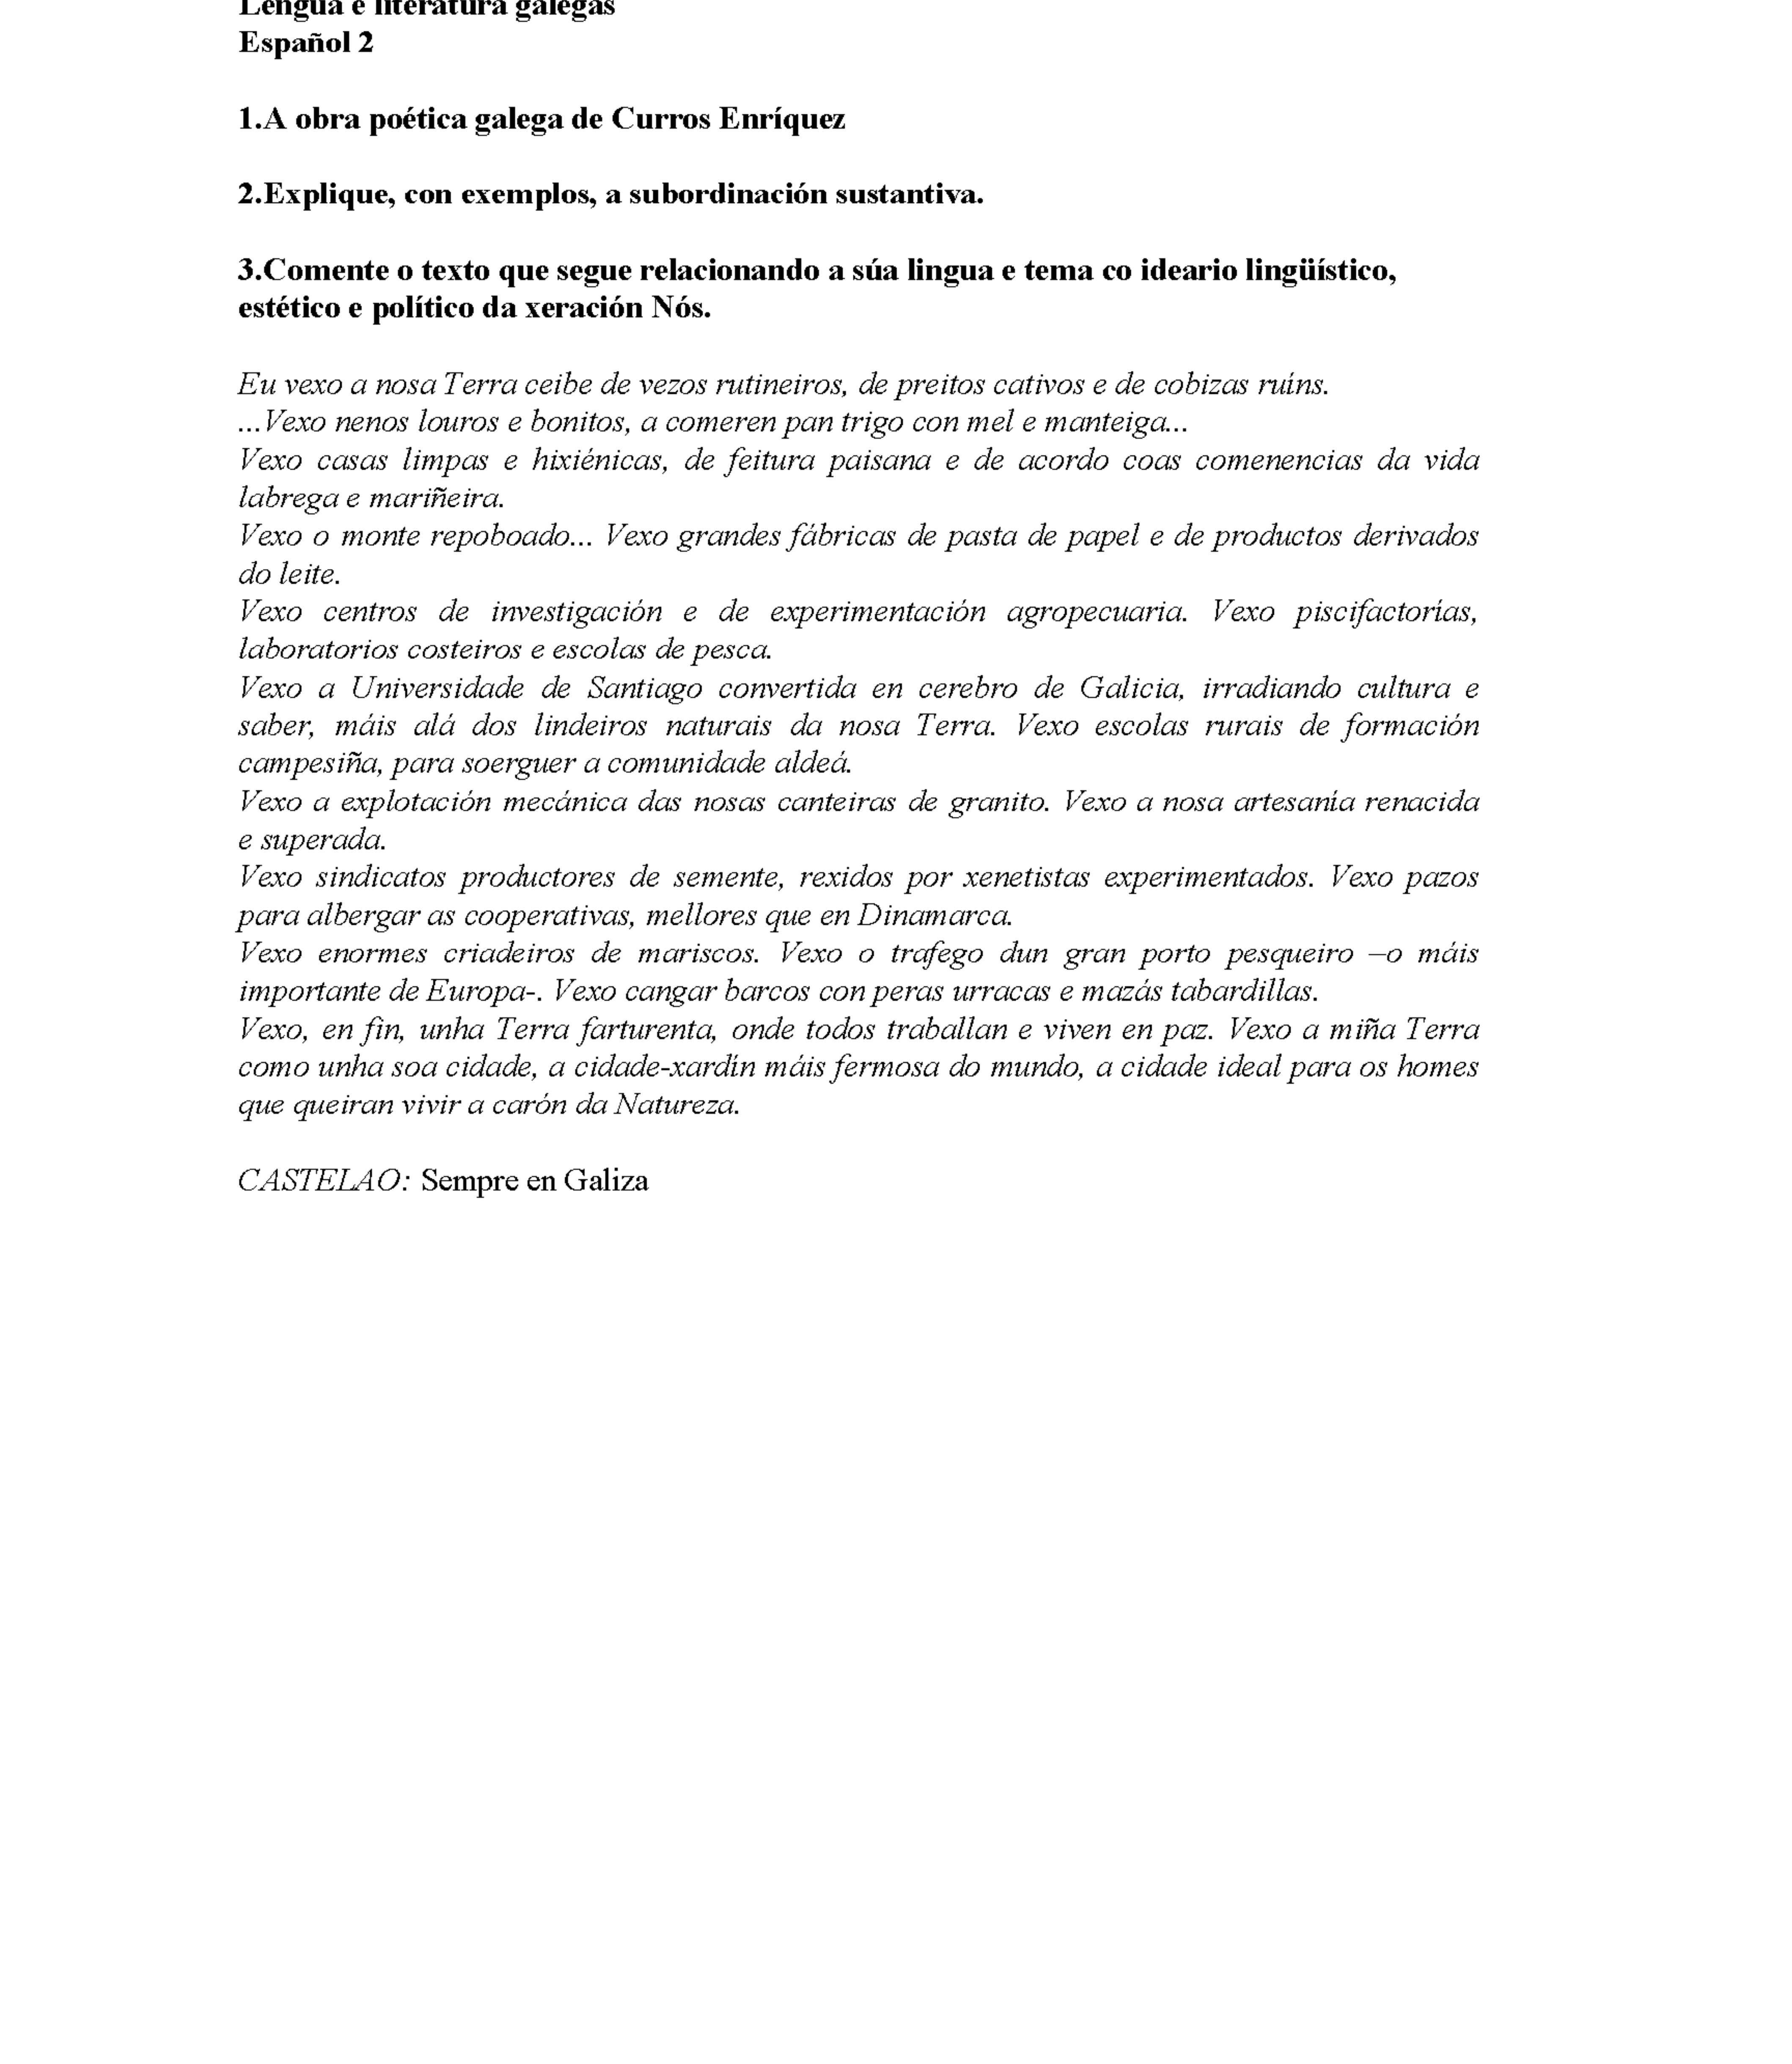 Lengua e literatura galegas
Español 2
1.A obra poética galega de Curros Enríquez
2.Explique, con exemplos, a subordinación sustantiva.
3.Comente o texto que segue relacionando a súa lingua e tema co ideario lingüístico,
estético e político da xeración Nós.
Eu vexo a nosa Terra ceibe de vezos rutineiros, de preitos cativos e de cobizas ruíns.
...Vexo nenos louros e bonitos, a comeren pan trigo con mel e manteiga...
Vexo casas limpas e hixiénicas, de feitura paisana e de acordo coas comenencias da vida
labrega e mariñeira.
Vexo o monte repoboado... Vexo grandes fábricas de pasta de papel e de productos derivados
do leite.
Vexo centros de investigación e de experimentación agropecuaria. Vexo piscifactorías,
laboratorios costeiros e escolas de pesca.
Vexo a Universidade de Santiago convertida en cerebro de Galicia, irradiando cultura e
saber, máis alá dos lindeiros naturais da nosa Terra. Vexo escolas rurais de formación
campesiña, para soerguer a comunidade aldeá.
Vexo a explotación mecánica das nosas canteiras de granito. Vexo a nosa artesanía renacida
e superada.
Vexo sindicatos productores de semente, rexidos por xenetistas experimentados. Vexo pazos
para albergar as cooperativas, mellores que en Dinamarca.
Vexo enormes criadeiros de mariscos. Vexo o trafego dun gran porto pesqueiro –o máis
importante de Europa-. Vexo cangar barcos con peras urracas e mazás tabardillas.
Vexo, en fin, unha Terra farturenta, onde todos traballan e viven en paz. Vexo a miña Terra
como unha soa cidade, a cidade-xardín máis fermosa do mundo, a cidade ideal para os homes
que queiran vivir a carón da Natureza.
CASTELAO: Sempre en Galiza